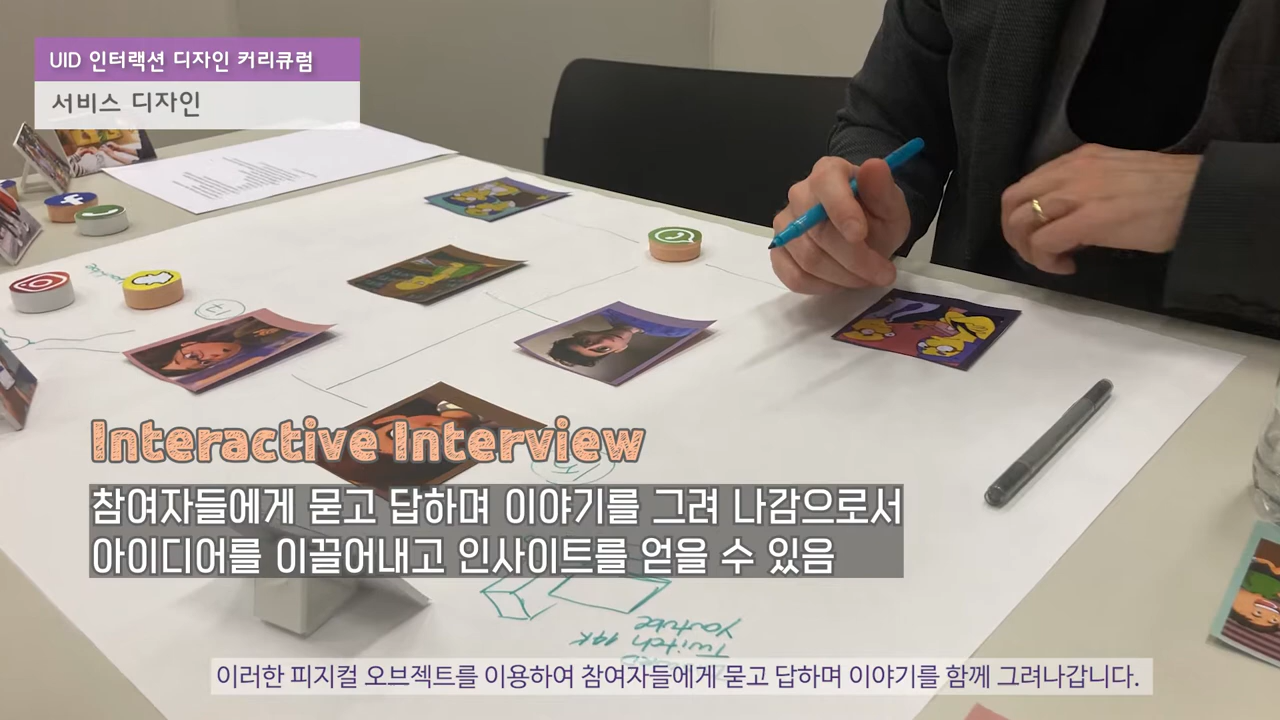 UID 인터랙션 디자인 커리큘럼
서비스 디자인
Interactive Interview
참여자들에게 묻고 답하며 이야기를 그려 나감으로서
아이디어를 이끌어내고 인사이트를 얻을 수 있음
Youtube
Twitch
이러한 피지컬 오브젝트를 이용하여 참여자들에게 묻고 답하며 이야기를 함께 그려나갑니다.